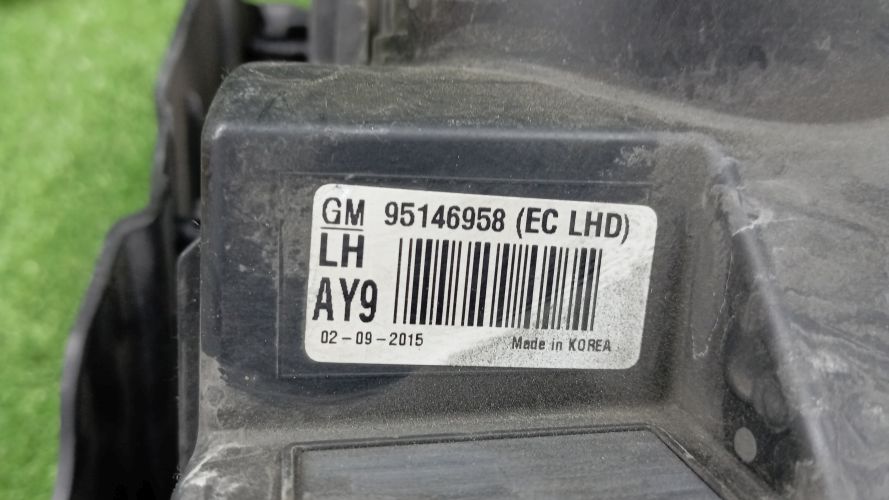 GM 95146958 (EC LHD)
LH
AY9
02-09-2015 Made in KOREA